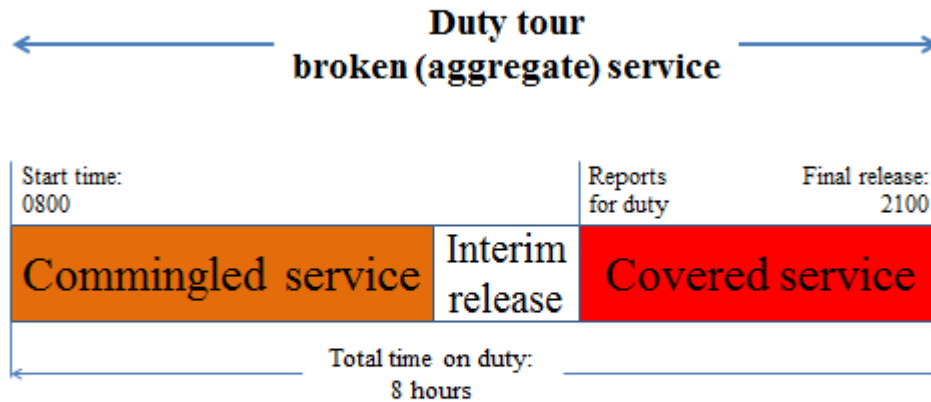 Duty tour
broken (aggregate) service
Start time:
0800
Reports
for duty
Final release:
2100
Commingled service
Interim
release
Covered service
Total time on duty:
8 hours